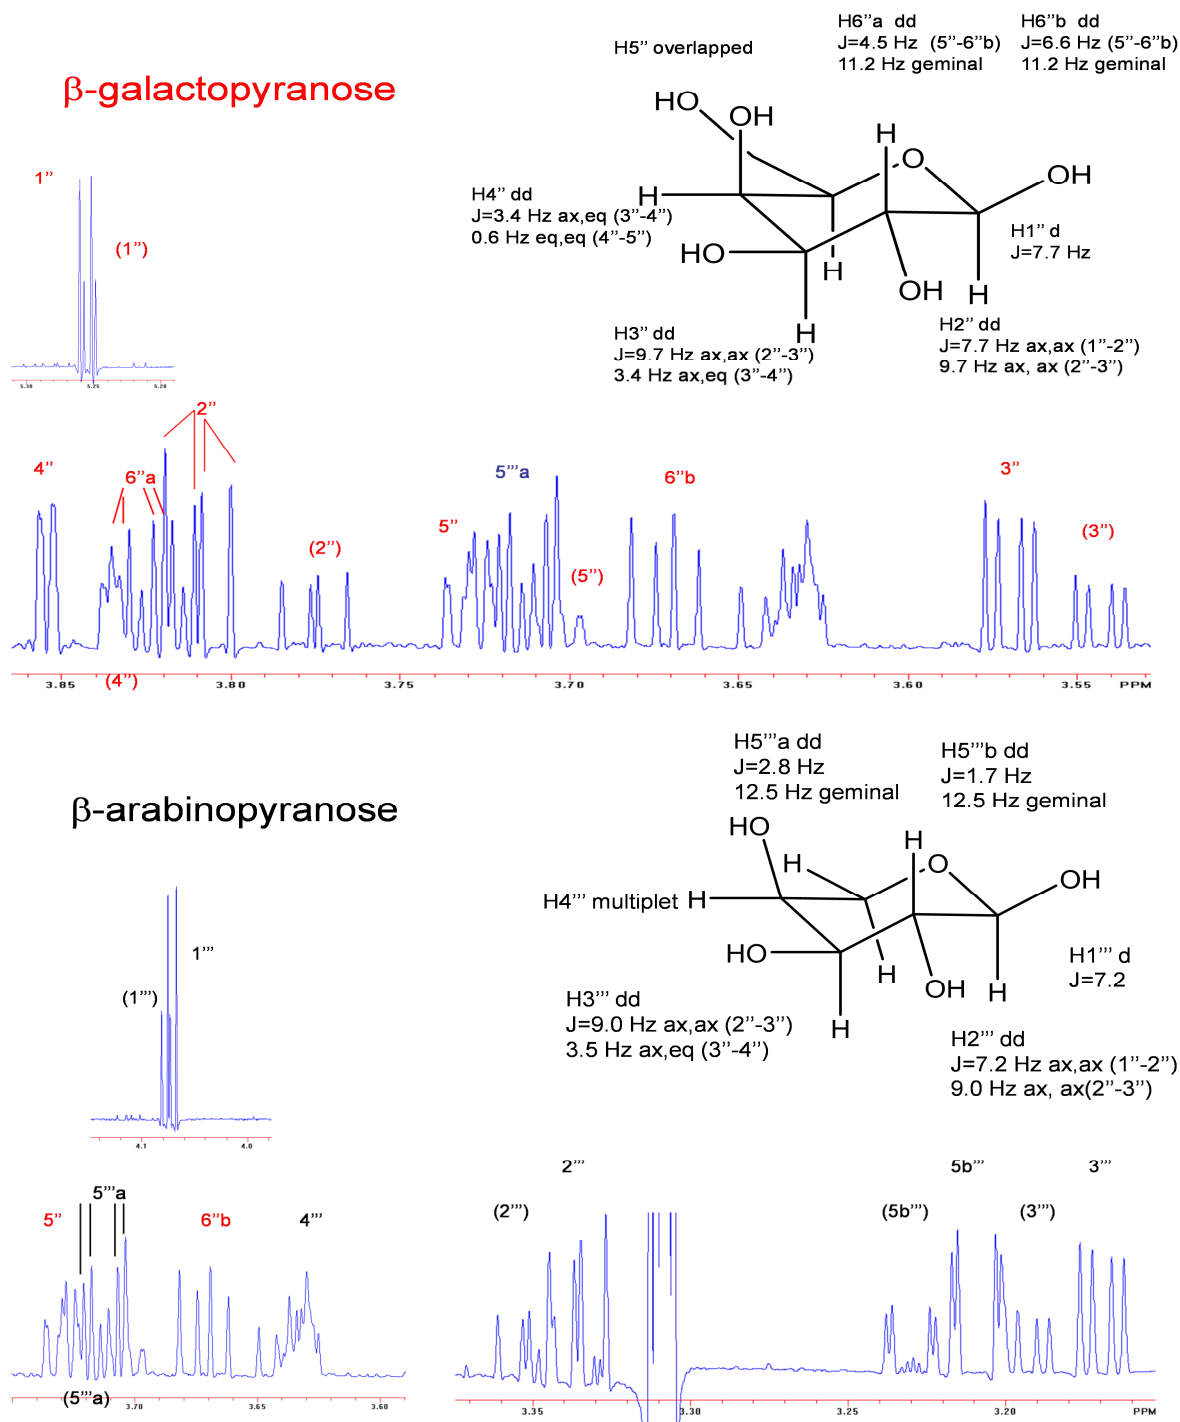 H6''a dd
J=4.5 Hz (5''-6''b)
11.2 Hz geminal
H6''b dd
J=6.6 Hz (5''-6''b)
11.2 Hz geminal
H5'' overlapped
β-galactopyranose
HO
OH
H
O
OH
1''
H4'' dd
J=3.4 Hz ax,eq (3''-4'')
0.6 Hz eq,eq (4''-5'')
H
(1'')
HO
H
H1'' d
J=7.7 Hz
OH
H
H
H3'' dd
J=9.7 Hz ax,ax (2''-3'')
3.4 Hz ax,eq (3''-4'')
H2'' dd
J=7.7 Hz ax,ax (1''-2'')
9.7 Hz ax, ax (2''-3'')
5.30 5.25 5.20
2''
4''
6''a
5'''a
6''b
3''
5''
(2'')
(5'')
(3'')
3.85 3.80 3.75 3.70 3.65 3.60 3.55 PPM
(4'')
H5'''a dd
J=2.8 Hz
12.5 Hz geminal
H5'''b dd
J=1.7 Hz
12.5 Hz geminal
β-arabinopyranose
HO
H
H
O
OH
H4''' multiplet
H
1'''
(1''')
HO
H
OH
H
H
H1''' d
J=7.2
H3''' dd
J=9.0 Hz ax,ax (2''-3'')
3.5 Hz ax,eq (3''-4'')
H2''' dd
J=7.2 Hz ax,ax (1''-2'')
9.0 Hz ax, ax(2''-3'')
4.1 4.0
2'''
5b'''
3'''
5'''a
5''
6''b
4'''
(2''')
(5b''')
(3''')
(5'''a)
3.70 3.65 3.60
3.35 3.30 3.25 3.20 PPM